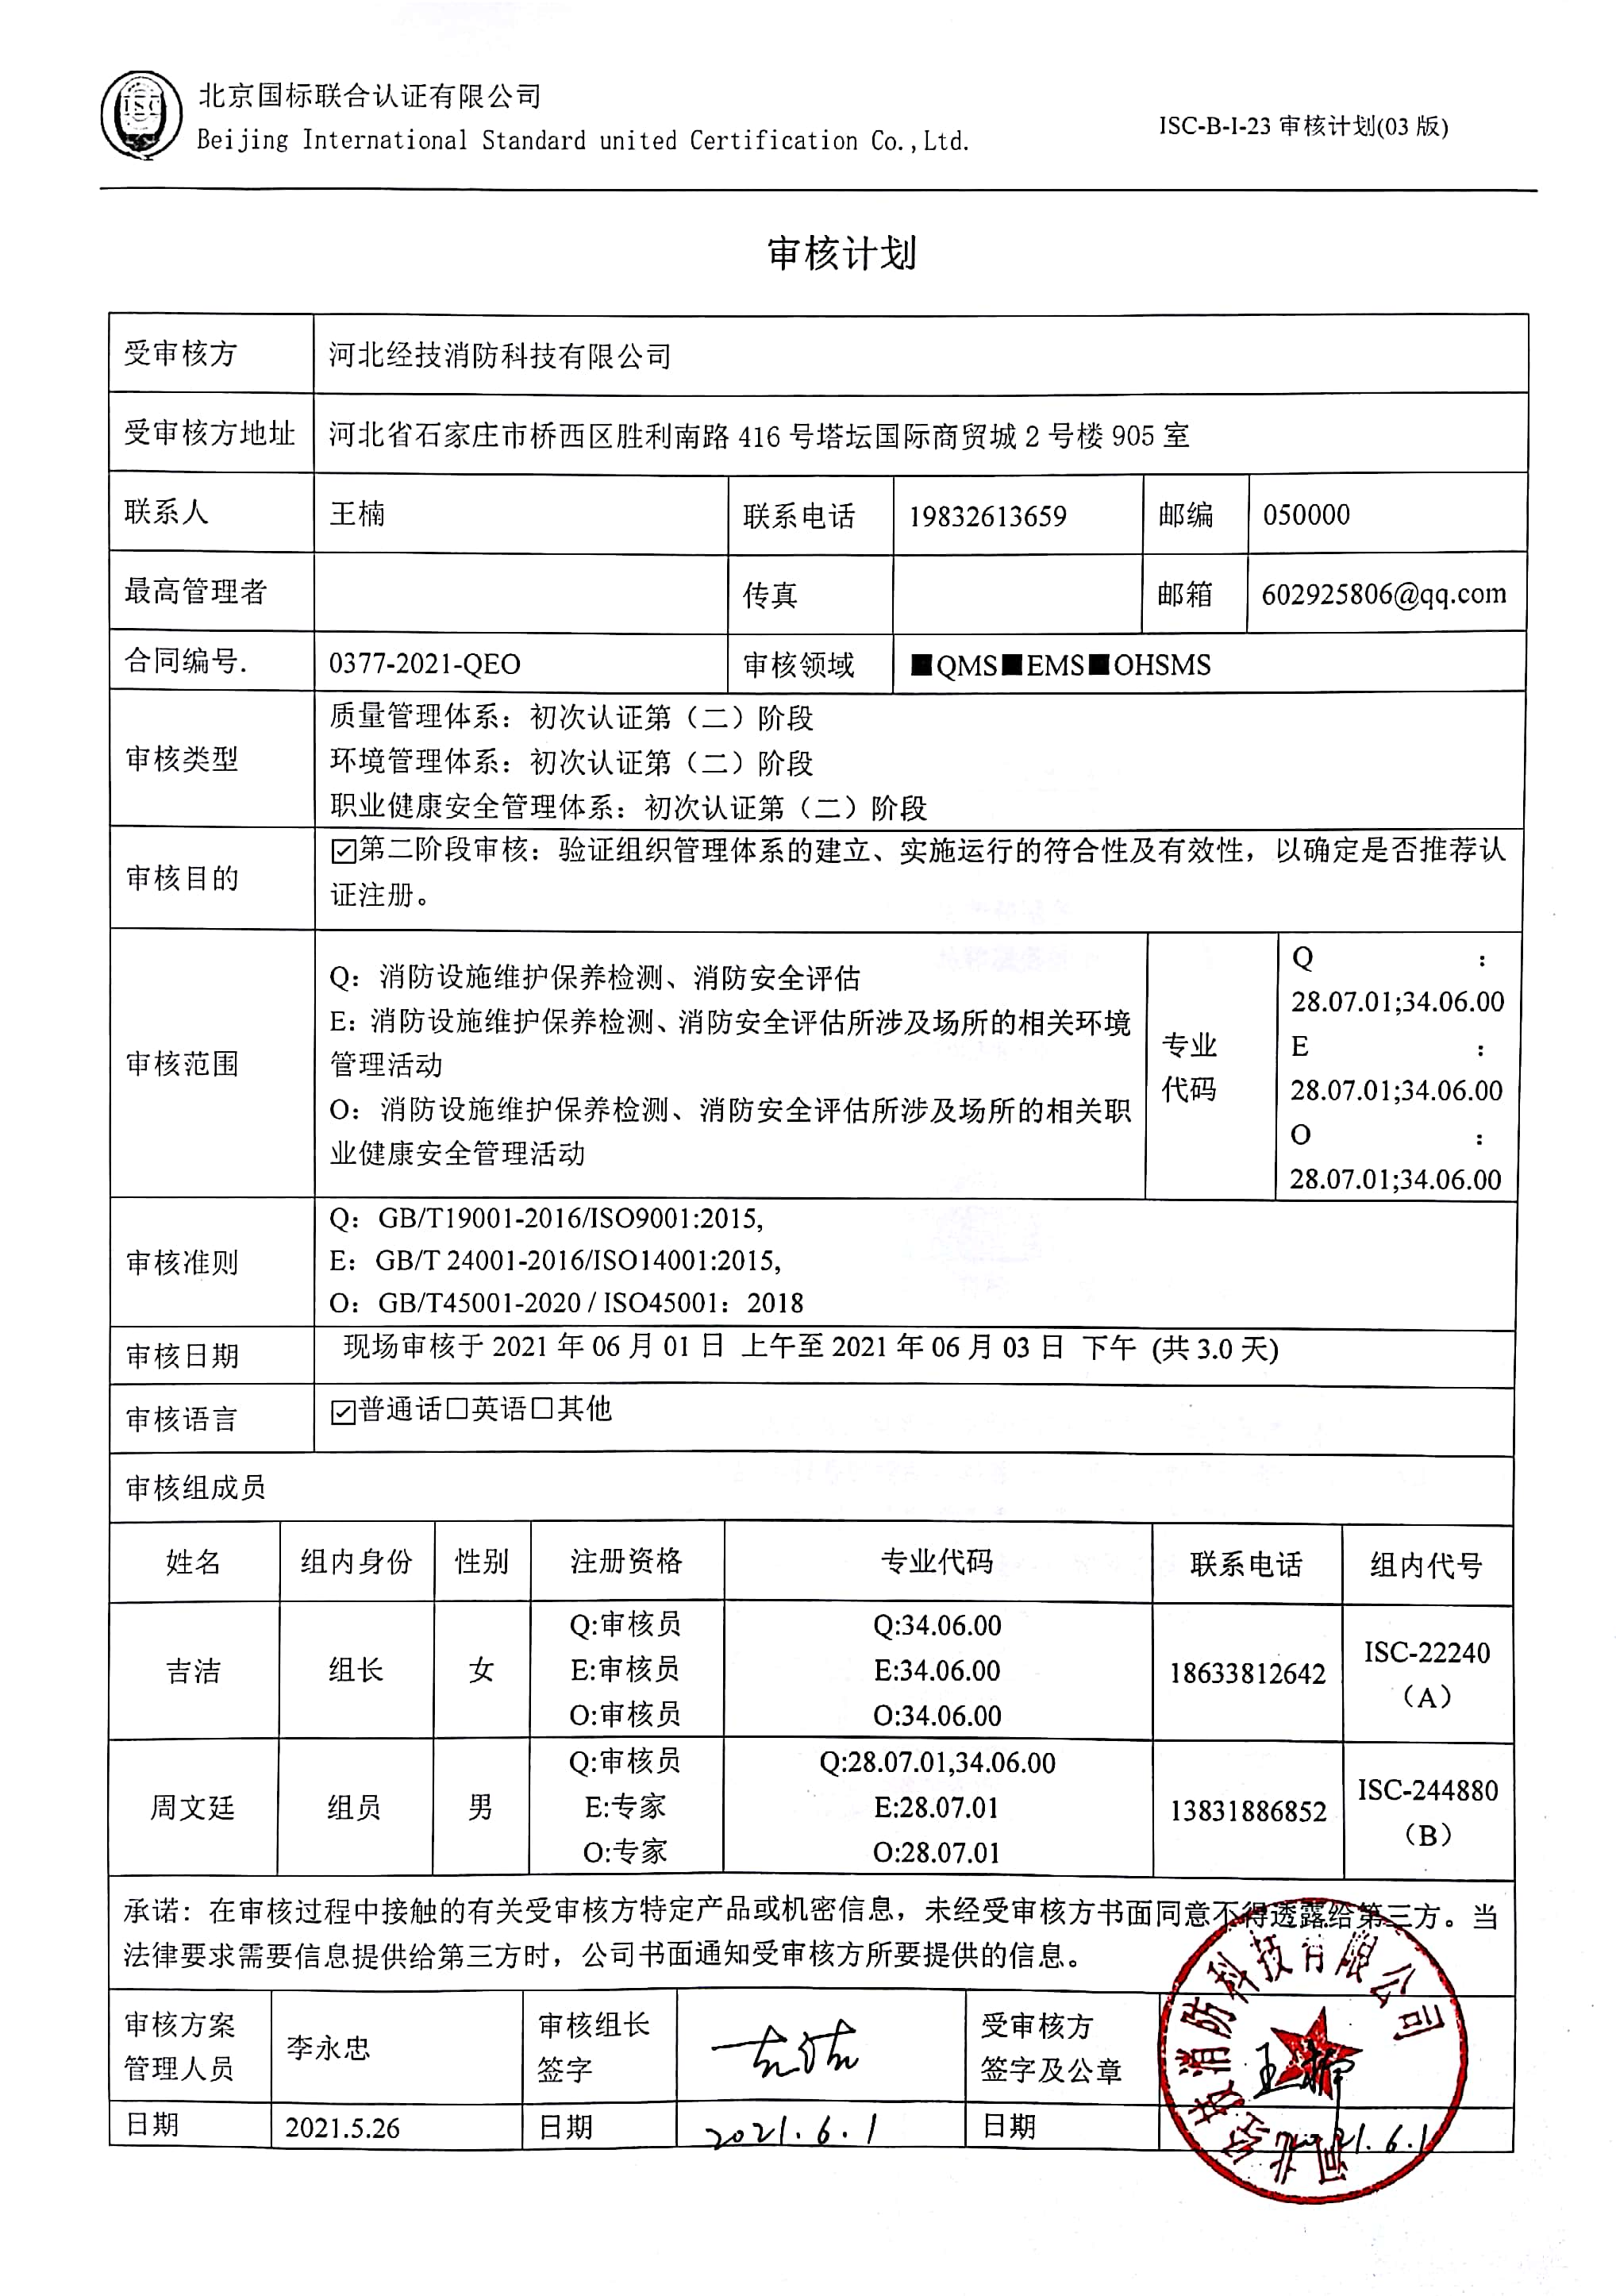 ISC
北京国标联合认证有限公司
Beijing International Standard united Certification Co.,Ltd.
ISC-B-I-23 审核计划(03 版)
审核计划
受审核方 河北经技消防科技有限公司
受审核方地址 河北省石家庄市桥西区胜利南路 416 号塔坛国际商贸城 2 号楼 905 室
联系人 王楠 联系电话 19832613659 邮编 050000
最高管理者 传真 邮箱 602925806@qq.com
合同编号. 0377-2021-QEO 审核领域 ■QMS■EMS■OHSMS
审核类型
质量管理体系：初次认证第（二）阶段
环境管理体系：初次认证第（二）阶段
职业健康安全管理体系：初次认证第（二）阶段
审核目的
☑第二阶段审核：验证组织管理体系的建立、实施运行的符合性及有效性，以确定是否推荐认
证注册。
审核范围
Q：消防设施维护保养检测、消防安全评估
E：消防设施维护保养检测、消防安全评估所涉及场所的相关环境
管理活动
O：消防设施维护保养检测、消防安全评估所涉及场所的相关职
业健康安全管理活动
专业
代码
Q ：
28.07.01;34.06.00
E ：
28.07.01;34.06.00
O ：
28.07.01;34.06.00
审核准则
Q：GB/T19001-2016/ISO9001:2015,
E：GB/T 24001-2016/ISO14001:2015,
O：GB/T45001-2020 / ISO45001：2018
审核日期 现场审核于 2021 年 06 月 01 日 上午至 2021 年 06 月 03 日 下午 (共 3.0 天)
审核语言 ☑普通话□英语□其他
审核组成员
姓名 组内身份 性别 注册资格 专业代码 联系电话 组内代号
吉洁 组长 女
Q:审核员
E:审核员
O:审核员
Q:34.06.00
E:34.06.00
O:34.06.00
18633812642
ISC-22240
（A）
周文廷 组员 男
Q:审核员
E:专家
O:专家
Q:28.07.01,34.06.00
E:28.07.01
O:28.07.01
13831886852
ISC-244880
（B）
承诺：在审核过程中接触的有关受审核方特定产品或机密信息，未经受审核方书面同意不得透露给第三方。当
法律要求需要信息提供给第三方时，公司书面通知受审核方所要提供的信息。
审核方案
管理人员
李永忠
审核组长
签字
吉洁
受审核方
签字及公章
王楠
日期 2021.5.26 日期 2021.6.1 日期 2021.6.1
河北经技消防科技有限公司